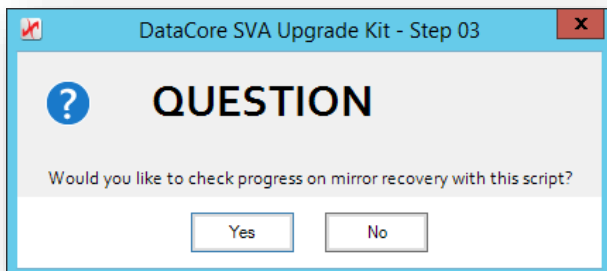 DataCore SVA Upgrade Kit - Step 03
x
QUESTION
Would you like to check progress on mirror recovery with this script?
Yes
No